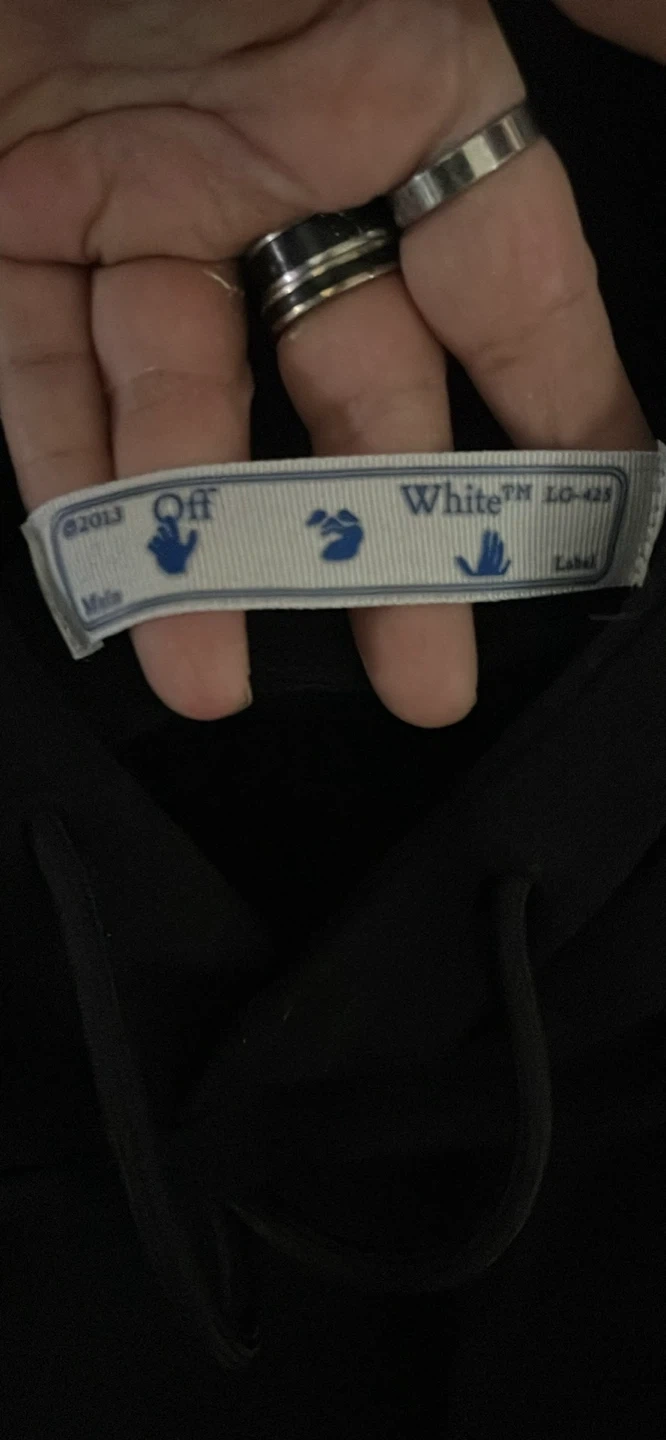 ©2013 Off White™ LG-425
Main Label